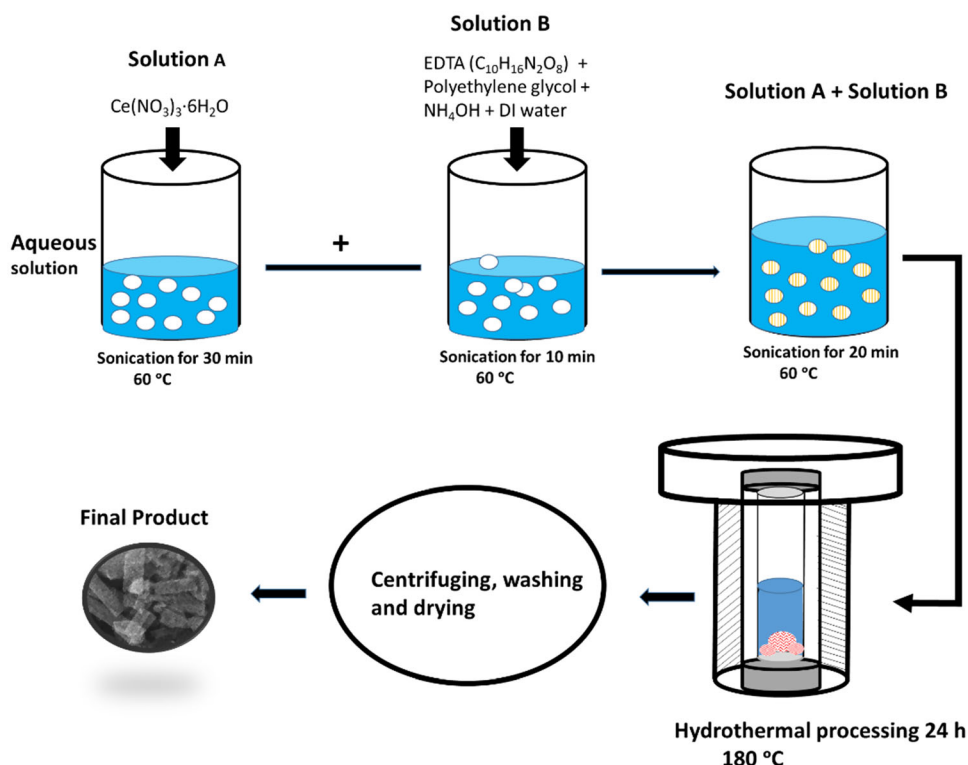 Solution A
Ce(NO₃)₃·6H₂O
Solution B
EDTA (C₁₀H₁₆N₂O₈) +
Polyethylene glycol +
NH₄OH + DI water
Solution A + Solution B
Aqueous
solution
+
Sonication for 30 min
60 °C
Sonication for 10 min
60 °C
Sonication for 20 min
60 °C
Final Product
Centrifuging, washing
and drying
Hydrothermal processing 24 h
180 °C